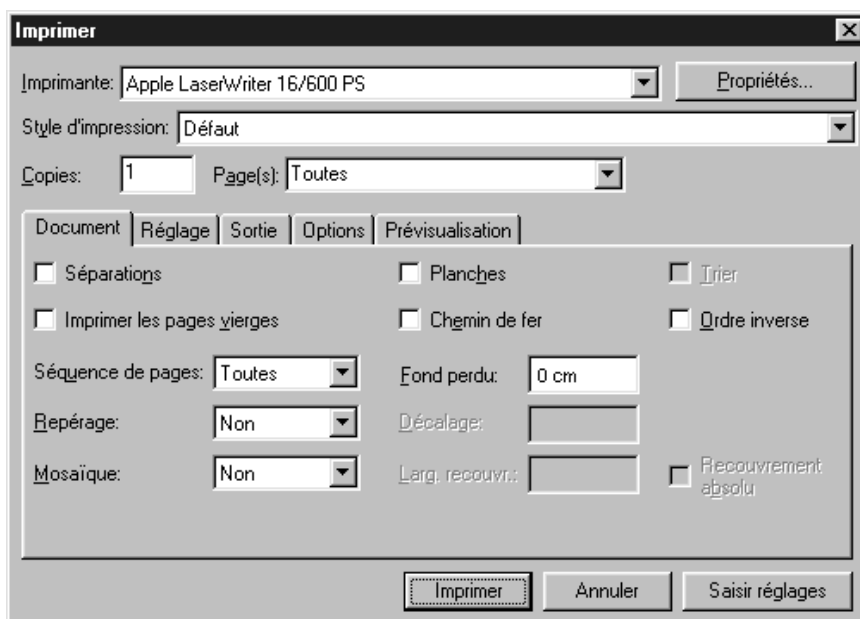 Imprimer
Imprimante: Apple LaserWriter 16/600 PS Propriétés...
Style d'impression: Défaut
Copies: 1 Page(s): Toutes
Document Réglage Sortie Options Prévisualisation
Séparations Planches Trier
Imprimer les pages vierges Chemin de fer Ordre inverse
Séquence de pages: Toutes Fond perdu: 0 cm
Repérage: Non Décalage:
Mosaïque: Non Larg. recouvr.: Recouvrement
absolu
Imprimer Annuler Saisir réglages